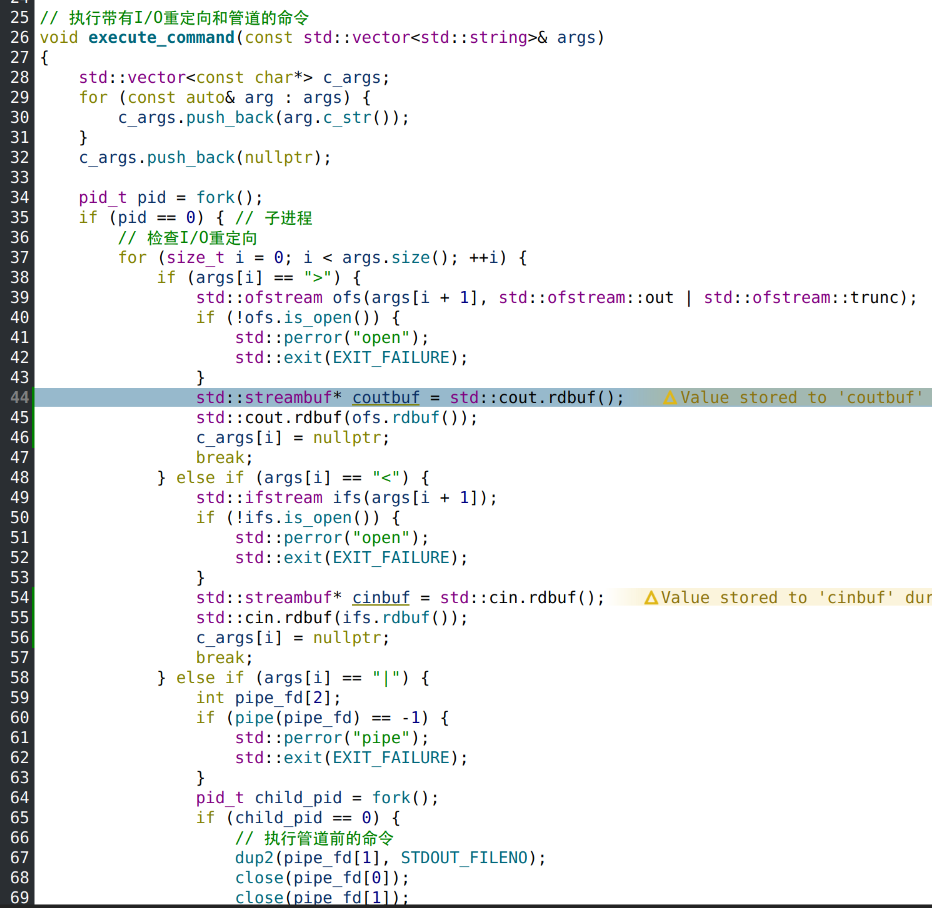 25 // 执行带有I/O重定向和管道的命令
26 void execute_command(const std::vector<std::string>& args)
27 {
28     std::vector<const char*> c_args;
29     for (const auto& arg : args) {
30         c_args.push_back(arg.c_str());
31     }
32     c_args.push_back(nullptr);
33
34     pid_t pid = fork();
35     if (pid == 0) { // 子进程
36         // 检查I/O重定向
37         for (size_t i = 0; i < args.size(); ++i) {
38             if (args[i] == ">") {
39                 std::ofstream ofs(args[i + 1], std::ofstream::out | std::ofstream::trunc);
40                 if (!ofs.is_open()) {
41                     std::perror("open");
42                     std::exit(EXIT_FAILURE);
43                 }
44                 std::streambuf* coutbuf = std::cout.rdbuf();    Value stored to 'coutbuf'
45                 std::cout.rdbuf(ofs.rdbuf());
46                 c_args[i] = nullptr;
47                 break;
48             } else if (args[i] == "<") {
49                 std::ifstream ifs(args[i + 1]);
50                 if (!ifs.is_open()) {
51                     std::perror("open");
52                     std::exit(EXIT_FAILURE);
53                 }
54                 std::streambuf* cinbuf = std::cin.rdbuf();    Value stored to 'cinbuf' dur
55                 std::cin.rdbuf(ifs.rdbuf());
56                 c_args[i] = nullptr;
57                 break;
58             } else if (args[i] == "|") {
59                 int pipe_fd[2];
60                 if (pipe(pipe_fd) == -1) {
61                     std::perror("pipe");
62                     std::exit(EXIT_FAILURE);
63                 }
64                 pid_t child_pid = fork();
65                 if (child_pid == 0) {
66                     // 执行管道前的命令
67                     dup2(pipe_fd[1], STDOUT_FILENO);
68                     close(pipe_fd[0]);
69                     close(pipe_fd[1]);